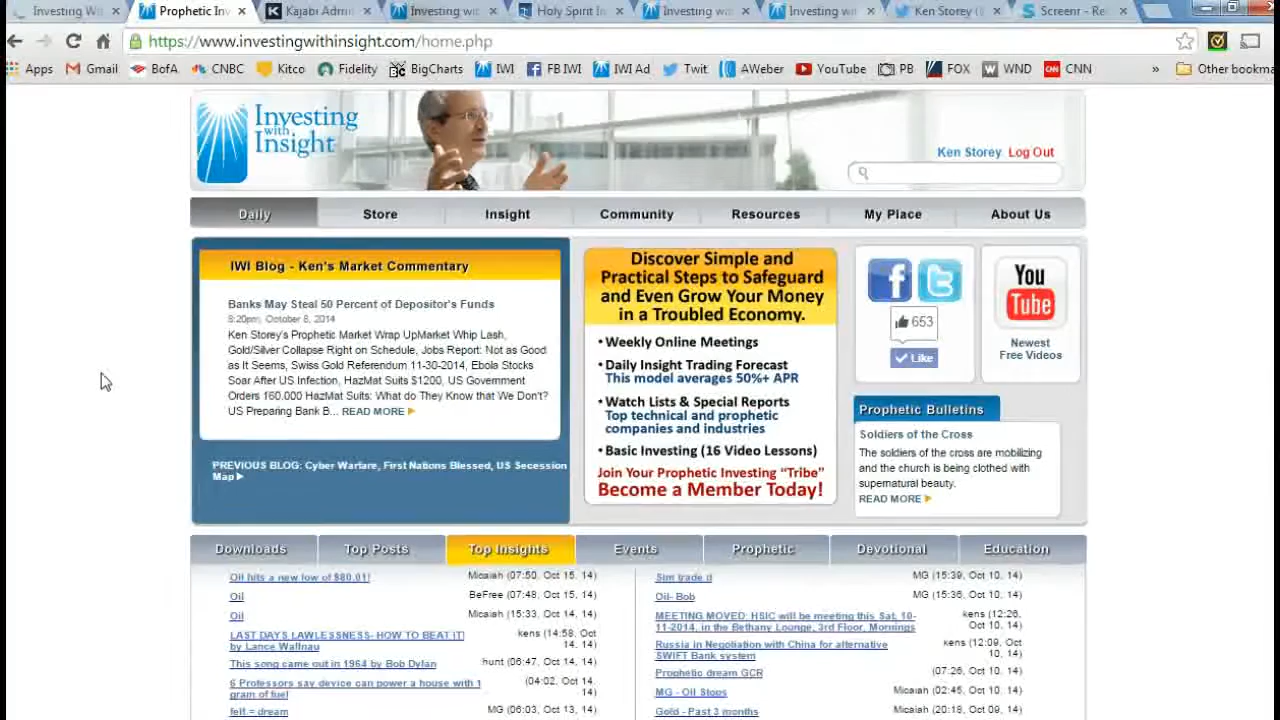 Investing Wi
Prophetic Inv
Kajabi Admin
Investing wit
Holy Spirit In
Investing wit
Investing wit
Ken Storey (
Screenr - Re
https://www.investingwithinsight.com/home.php
Apps
Gmail
BofA
CNBC
Kitco
Fidelity
BigCharts
IWI
FB IWI
IWI Ad
Twit
AWeber
YouTube
PB
FOX
WND
CNN
»
Other bookma
Investing
with
Insight
Ken Storey Log Out
Daily
Store
Insight
Community
Resources
My Place
About Us
IWI Blog - Ken's Market Commentary
Banks May Steal 50 Percent of Depositor's Funds
8:20pm, October 8, 2014
Ken Storey's Prophetic Market Wrap UpMarket Whip Lash,
Gold/Silver Collapse Right on Schedule, Jobs Report: Not as Good
as It Seems, Swiss Gold Referendum 11-30-2014, Ebola Stocks
Soar After US Infection, HazMat Suits $1200, US Government
Orders 160,000 HazMat Suits: What do They Know that We Don't?
US Preparing Bank B... READ MORE
PREVIOUS BLOG: Cyber Warfare, First Nations Blessed, US Secession
Map
Discover Simple and
Practical Steps to Safeguard
and Even Grow Your Money
in a Troubled Economy.
• Weekly Online Meetings
• Daily Insight Trading Forecast
This model averages 50%+ APR
• Watch Lists & Special Reports
Top technical and prophetic
companies and industries
• Basic Investing (16 Video Lessons)
Join Your Prophetic Investing “Tribe”
Become a Member Today!
653
Like
You
Tube
Newest
Free Videos
Prophetic Bulletins
Soldiers of the Cross
The soldiers of the cross are mobilizing
and the church is being clothed with
supernatural beauty.
READ MORE
Downloads
Top Posts
Top Insights
Events
Prophetic
Devotional
Education
Oil hits a new low of $80.01! Micaiah (07:50, Oct 15, 14)
Oil BeFree (07:48, Oct 15, 14)
Oil Micaiah (15:33, Oct 14, 14)
LAST DAYS LAWLESSNESS- HOW TO BEAT IT! kens (14:58, Oct
by Lance Wallnau 14, 14)
This song came out in 1964 by Bob Dylan hunt (06:47, Oct 14, 14)
6 Professors say device can power a house with 1 (04:02, Oct 14,
gram of fuel 14)
felt = dream MG (06:03, Oct 13, 14)
Sim trade d MG (15:39, Oct 10, 14)
Oil- Bob MG (15:36, Oct 10, 14)
MEETING MOVED: HSIC will be meeting this Sat, 10- kens (12:26,
11-2014, in the Bethany Lounge, 3rd Floor, Mornings Oct 10, 14)
Russia in Negotiation with China for alternative kens (12:09, Oct
SWIFT Bank system 10, 14)
Prophetic dream GCR (07:26, Oct 10, 14)
MG - Oil Stops Micaiah (02:45, Oct 10, 14)
Gold - Past 3 months Micaiah (20:18, Oct 09, 14)